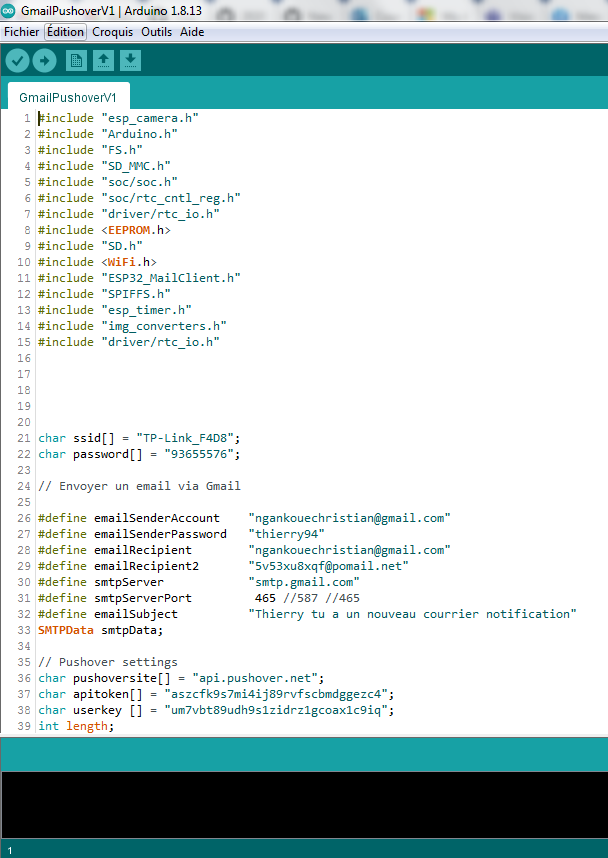 GmailPushoverV1 | Arduino 1.8.13
Fichier Édition Croquis Outils Aide
GmailPushoverV1
1 #include "esp_camera.h"
2 #include "Arduino.h"
3 #include "FS.h"
4 #include "SD_MMC.h"
5 #include "soc/soc.h"
6 #include "soc/rtc_cntl_reg.h"
7 #include "driver/rtc_io.h"
8 #include <EEPROM.h>
9 #include "SD.h"
10 #include <WiFi.h>
11 #include "ESP32_MailClient.h"
12 #include "SPIFFS.h"
13 #include "esp_timer.h"
14 #include "img_converters.h"
15 #include "driver/rtc_io.h"
16
17
18
19
20
21 char ssid[] = "TP-Link_F4D8";
22 char password[] = "93655576";
23
24 // Envoyer un email via Gmail
25
26 #define emailSenderAccount "ngankouechristian@gmail.com"
27 #define emailSenderPassword "thierry94"
28 #define emailRecipient "ngankouechristian@gmail.com"
29 #define emailRecipient2 "5v53xu8xqf@pomail.net"
30 #define smtpServer "smtp.gmail.com"
31 #define smtpServerPort 465 //587 //465
32 #define emailSubject "Thierry tu a un nouveau courrier notification"
33 SMTPData smtpData;
34
35 // Pushover settings
36 char pushoversite[] = "api.pushover.net";
37 char apitoken[] = "aszcfk9s7mi4ij89rvfscbmdggezc4";
38 char userkey [] = "um7vbt89udh9s1zidrz1gcoax1c9iq";
39 int length;
1